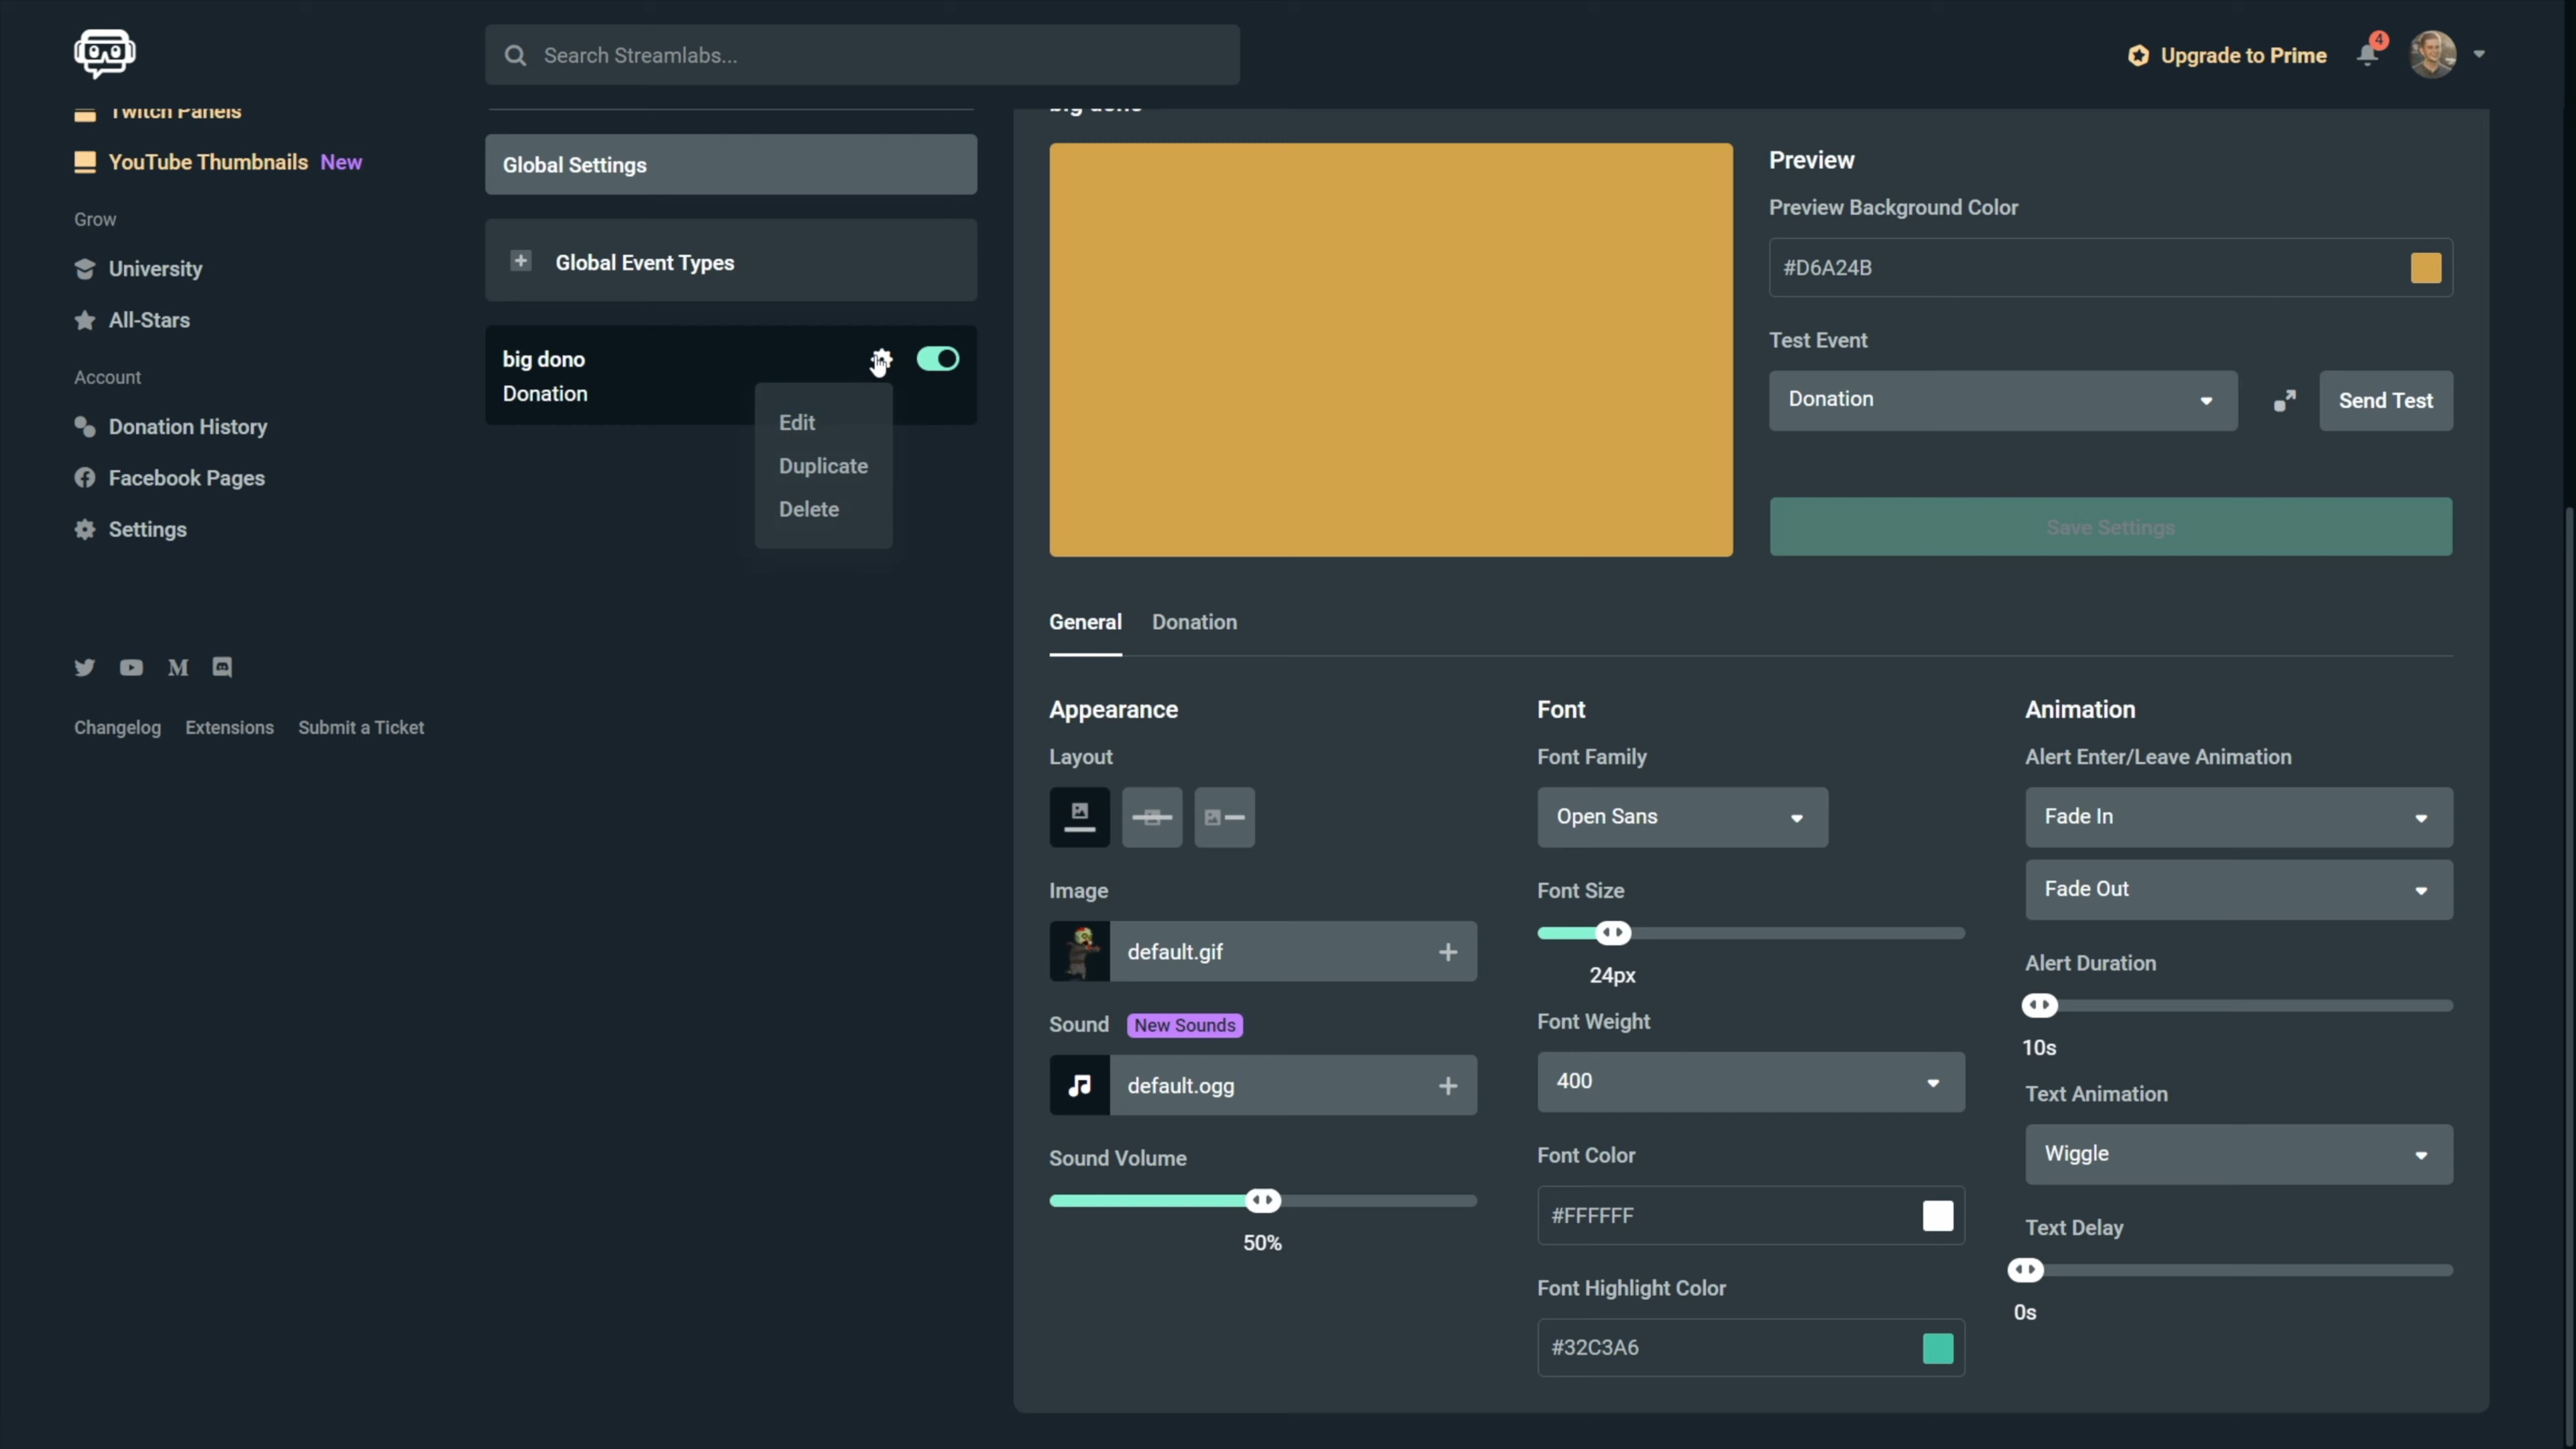 Search Streamlabs...
Upgrade to Prime
4
Twitch Panels
YouTube Thumbnails New
Grow
University
All-Stars
Account
Donation History
Facebook Pages
Settings
Changelog Extensions Submit a Ticket
Global Settings
Global Event Types
big dono
Donation
Edit
Duplicate
Delete
big dono
Preview
Preview Background Color
#D6A24B
Test Event
Donation
Send Test
Save Settings
General Donation
Appearance
Layout
Image
default.gif
Sound New Sounds
default.ogg
Sound Volume
50%
Font
Font Family
Open Sans
Font Size
24px
Font Weight
400
Font Color
#FFFFFF
Font Highlight Color
#32C3A6
Animation
Alert Enter/Leave Animation
Fade In
Fade Out
Alert Duration
10s
Text Animation
Wiggle
Text Delay
0s